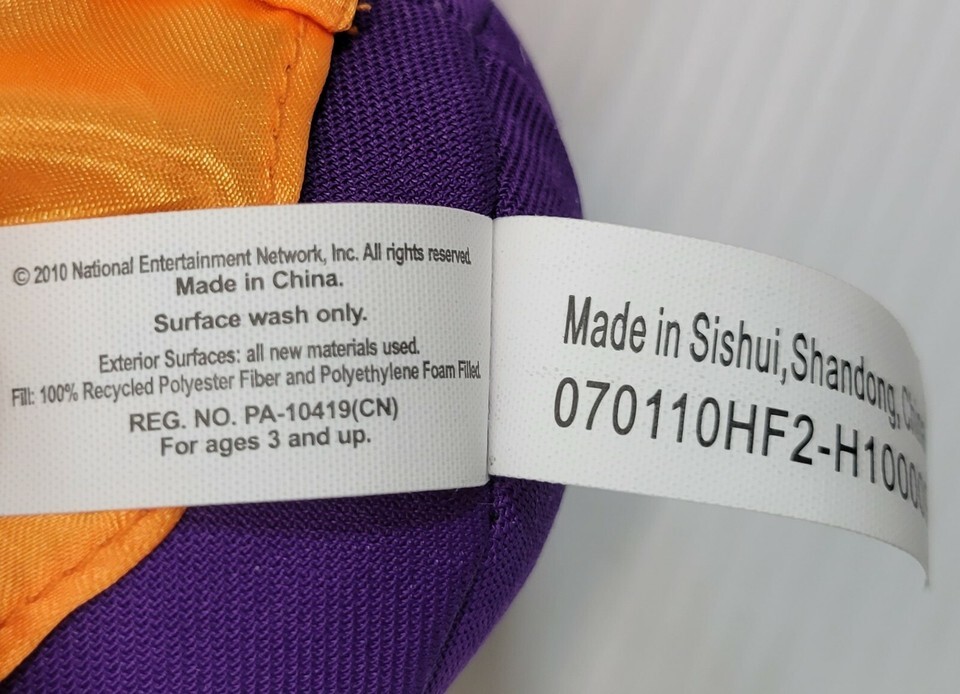 © 2010 National Entertainment Network, Inc. All rights reserved.
Made in China.
Surface wash only.
Exterior Surfaces: all new materials used.
Fill: 100% Recycled Polyester Fiber and Polyethylene Foam Filled.
REG. NO. PA-10419(CN)
For ages 3 and up.
Made in Sishui,Shandong, China